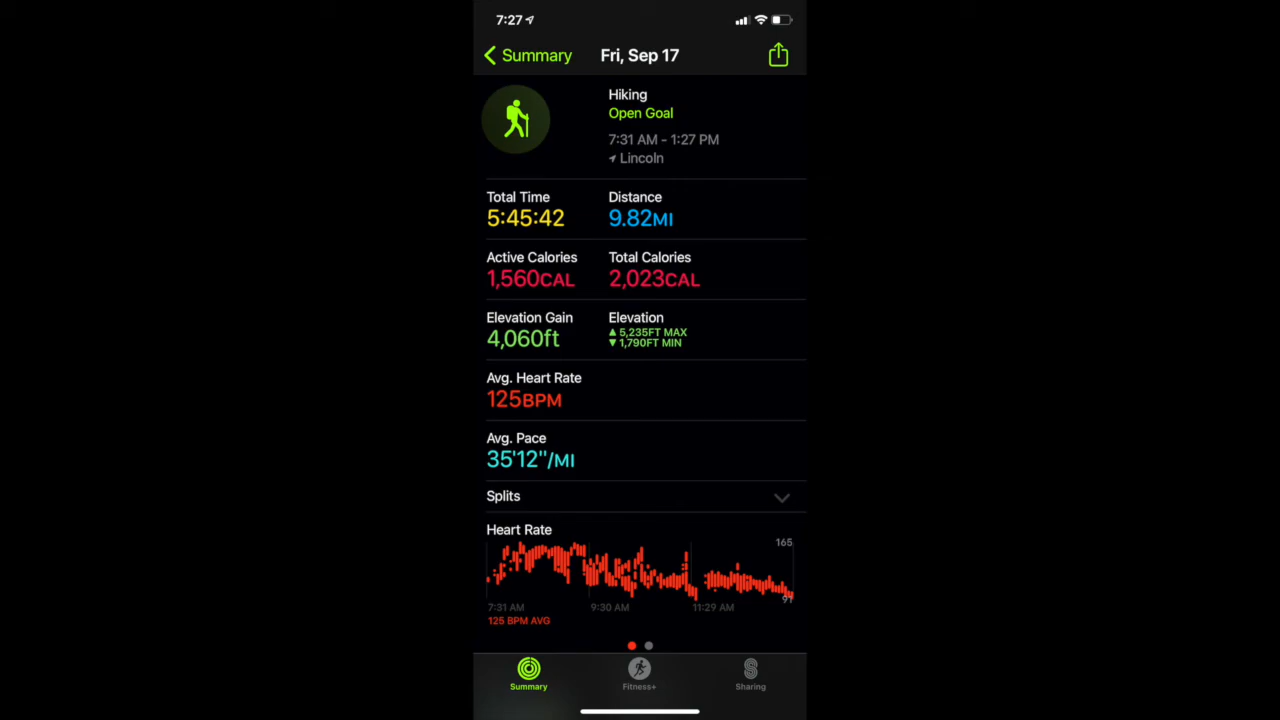 7:27
Summary
Fri, Sep 17
Hiking
Open Goal
7:31 AM - 1:27 PM
Lincoln
Total Time
Distance
5:45:42
9.82MI
Active Calories
Total Calories
1,560CAL
2,023CAL
Elevation Gain
Elevation
4,060ft
5,235FT MAX
1,790FT MIN
Avg. Heart Rate
125BPM
Avg. Pace
35'12"/MI
Splits
Heart Rate
165
91
7:31 AM
9:30 AM
11:29 AM
125 BPM AVG
Summary
Fitness+
Sharing